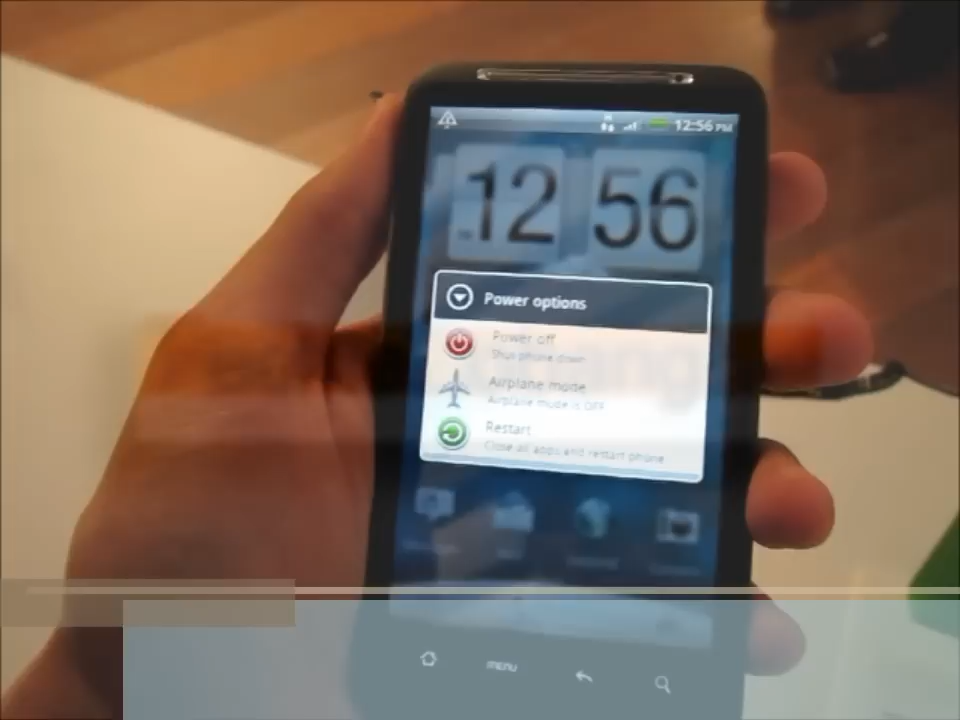 12:56 PM
12 56
Power options
Power off
Shut phone down
Airplane mode
Airplane mode is OFF
Restart
Close all apps and restart phone
MENU